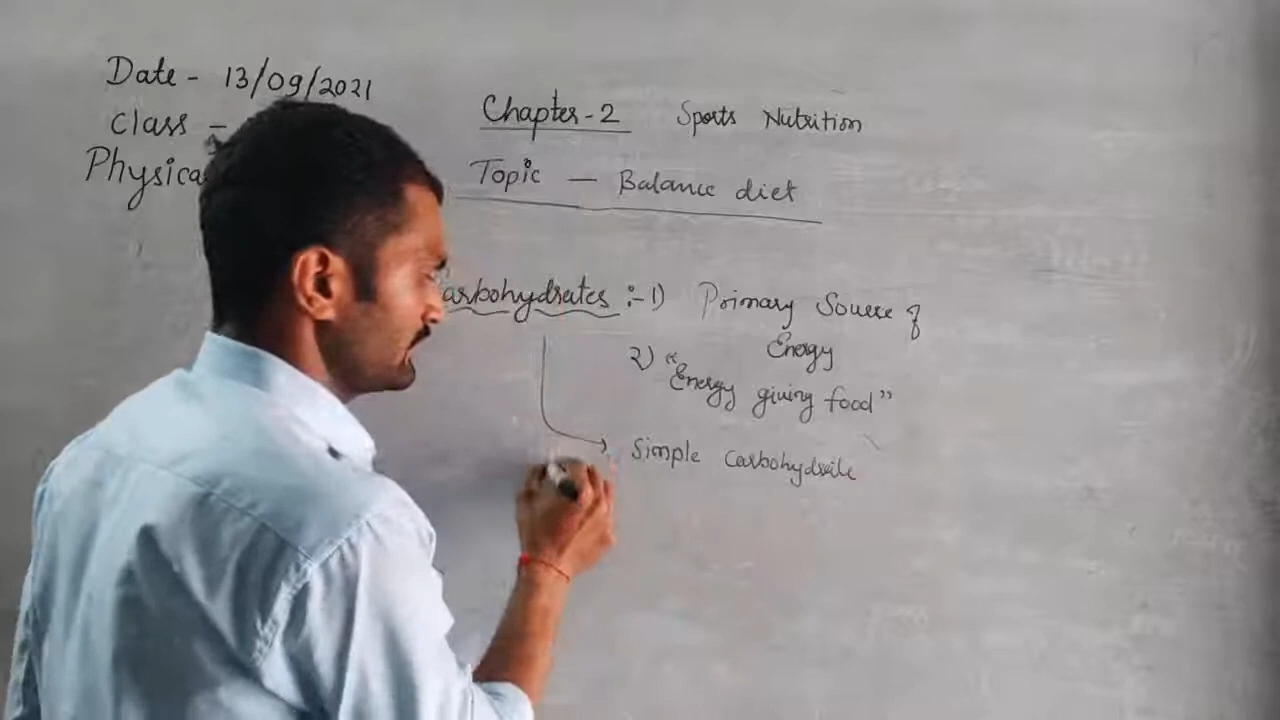 Date - 13/09/2021
Class -
Physica
Chapter-2 Sports Nutrition
Topic — Balance diet
arbohydrates :- 1) Primary Source of
Energy
2) "Energy giving food"
Simple Carbohydrate